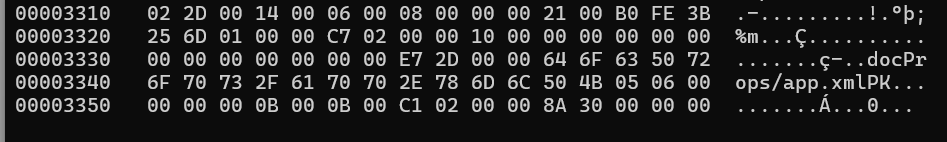 00003310 02 2D 00 14 00 06 00 08 00 00 00 21 00 B0 FE 3B .-.........!.°þ;
00003320 25 6D 01 00 00 C7 02 00 00 10 00 00 00 00 00 00 %m...Ç..........
00003330 00 00 00 00 00 00 00 E7 2D 00 00 64 6F 63 50 72 .......ç-..docPr
00003340 6F 70 73 2F 61 70 70 2E 78 6D 6C 50 4B 05 06 00 ops/app.xmlPK...
00003350 00 00 00 0B 00 0B 00 C1 02 00 00 8A 30 00 00 00 .......Á...0...